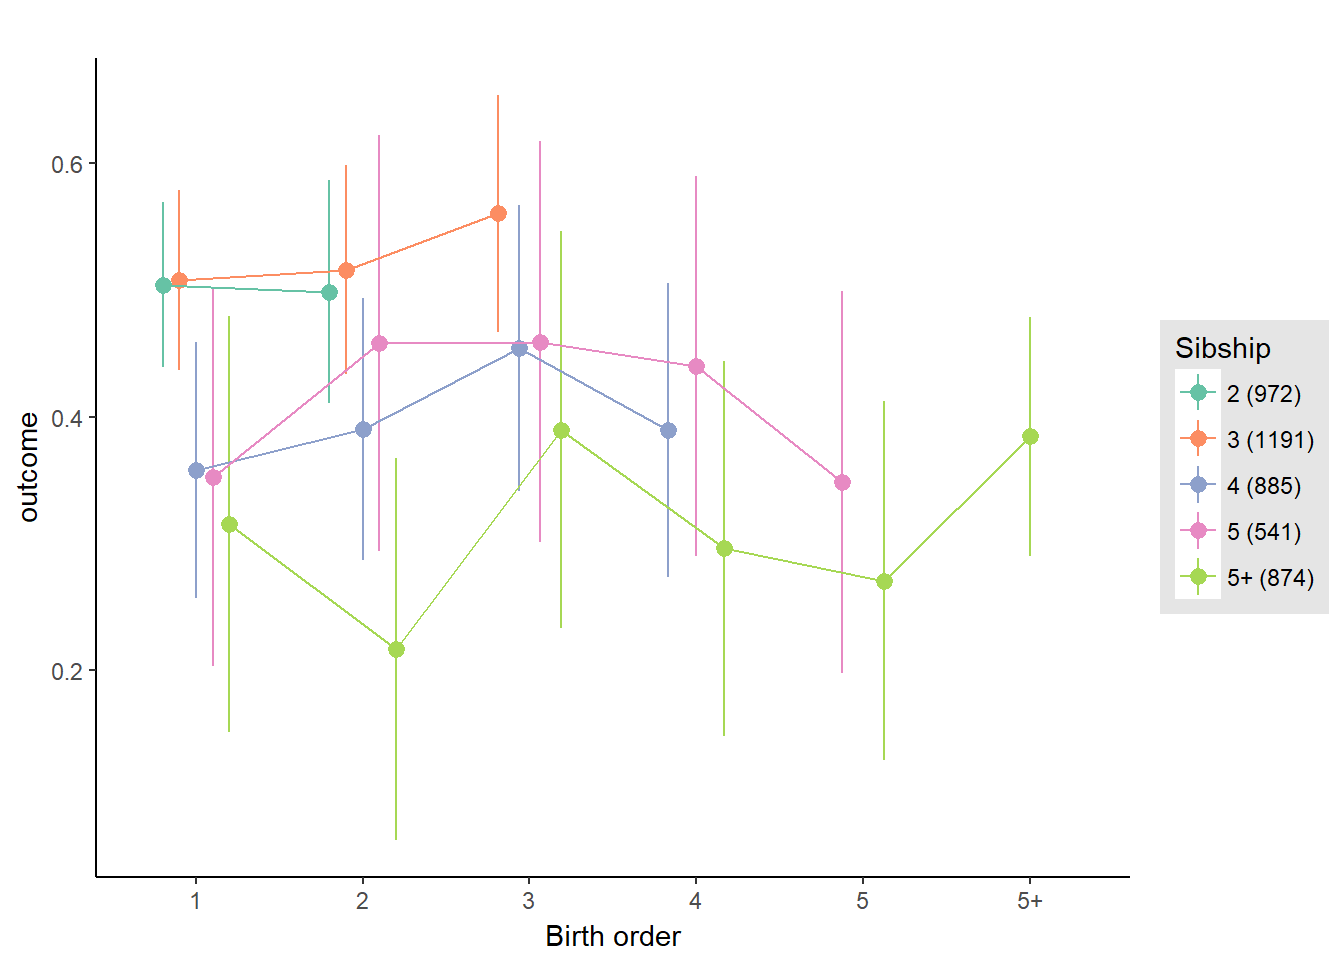 0.6
0.4
0.2
outcome
1 2 3 4 5 5+
Birth order
Sibship
2 (972)
3 (1191)
4 (885)
5 (541)
5+ (874)